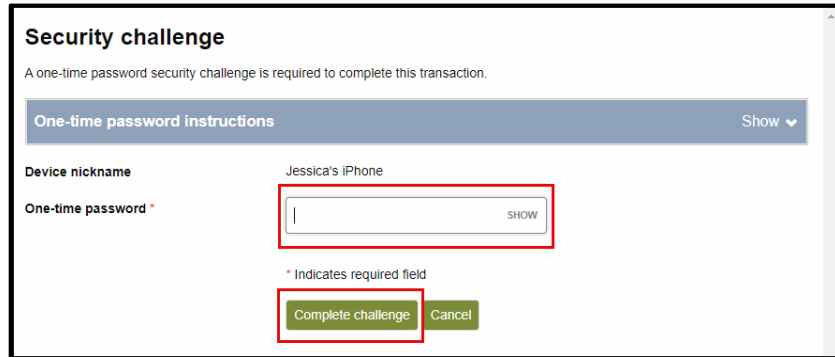 Security challenge
A one-time password security challenge is required to complete this transaction.
One-time password instructions Show
Device nickname Jessica's iPhone
One-time password * SHOW
* Indicates required field
Complete challenge Cancel